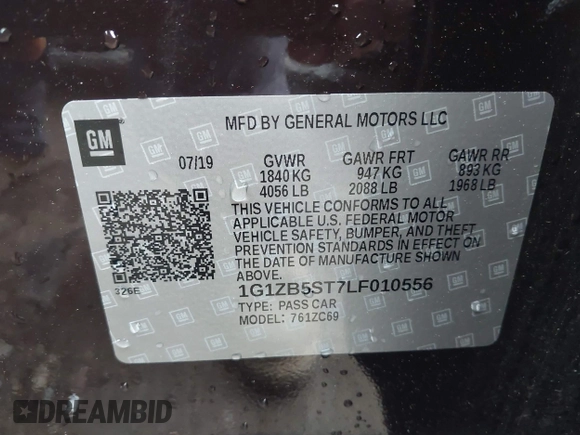 GM
MFD BY GENERAL MOTORS LLC
07/19 GVWR GAWR FRT GAWR RR
1840 KG 947 KG 893 KG
4056 LB 2088 LB 1968 LB
THIS VEHICLE CONFORMS TO ALL
APPLICABLE U.S. FEDERAL MOTOR
VEHICLE SAFETY, BUMPER, AND THEFT
PREVENTION STANDARDS IN EFFECT ON
THE DATE OF MANUFACTURE SHOWN
ABOVE.
326E
1G1ZB5ST7LF010556
TYPE: PASS CAR
MODEL: 761ZC69
DREAMBID